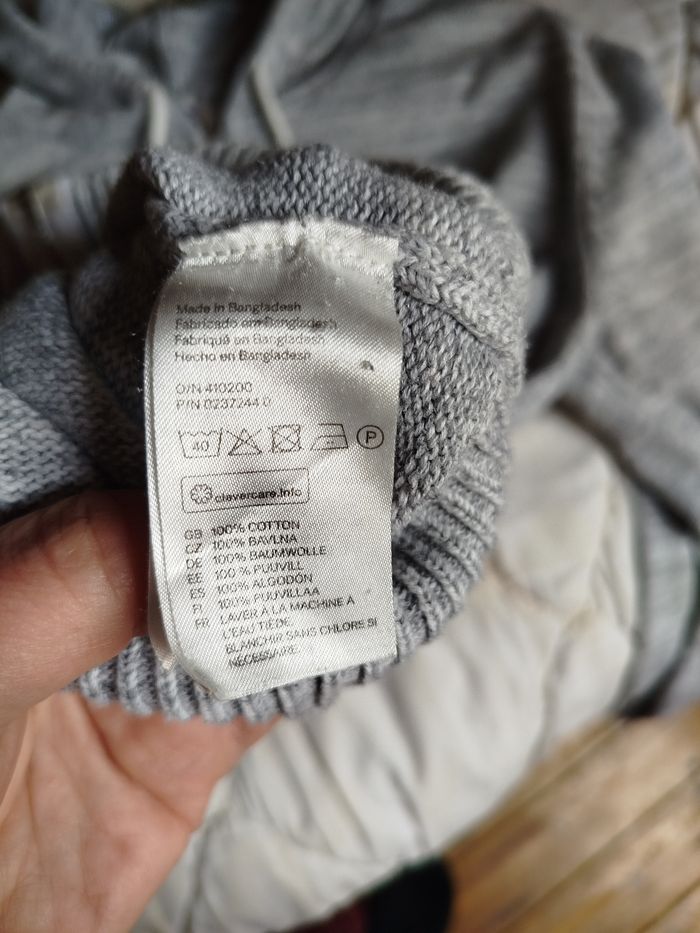 Made in Bangladesh
Fabricado em Bangladesh
Fabriqué en Bangladesh
Hecho en Bangladesh
O/N 410200
P/N 0237244 0
40
P
clevercare.info
GB 100% COTTON
CZ 100% BAVLNA
DE 100% BAUMWOLLE
EE 100 % PUUVILL
ES 100% ALGODÓN
FI 100% PUUVILLAA
FR LAVER A LA MACHINE À
L'EAU TIÈDE.
BLANCHIR SANS CHLORE SI
NÉCESSAIRE.